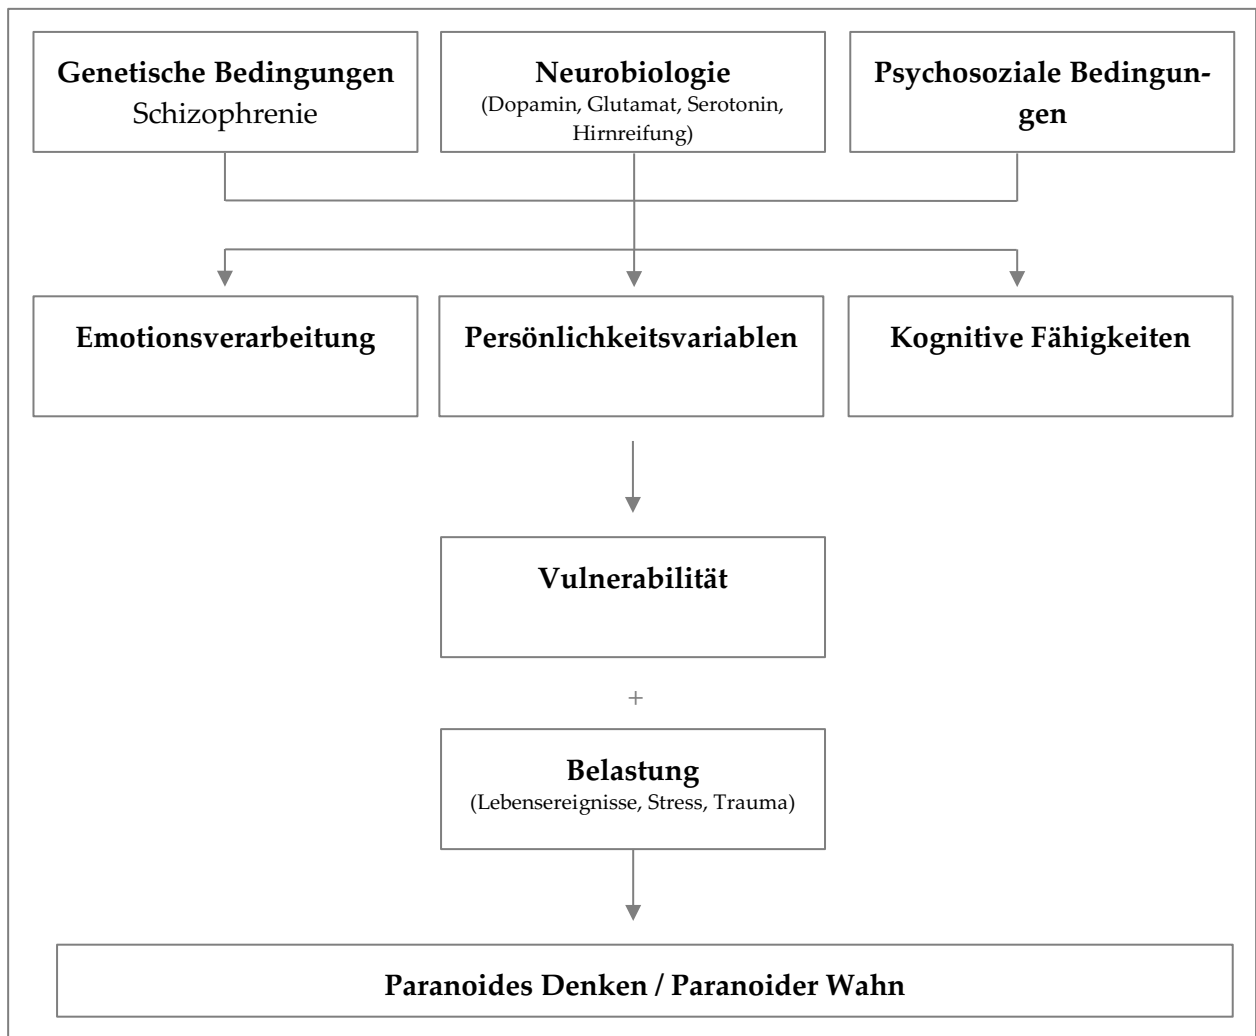 Genetische Bedingungen
Schizophrenie
Neurobiologie
(Dopamin, Glutamat, Serotonin,
Hirnreifung)
Psychosoziale Bedingun-
gen
Emotionsverarbeitung
Persönlichkeitsvariablen
Kognitive Fähigkeiten
Vulnerabilität
+
Belastung
(Lebensereignisse, Stress, Trauma)
Paranoides Denken / Paranoider Wahn